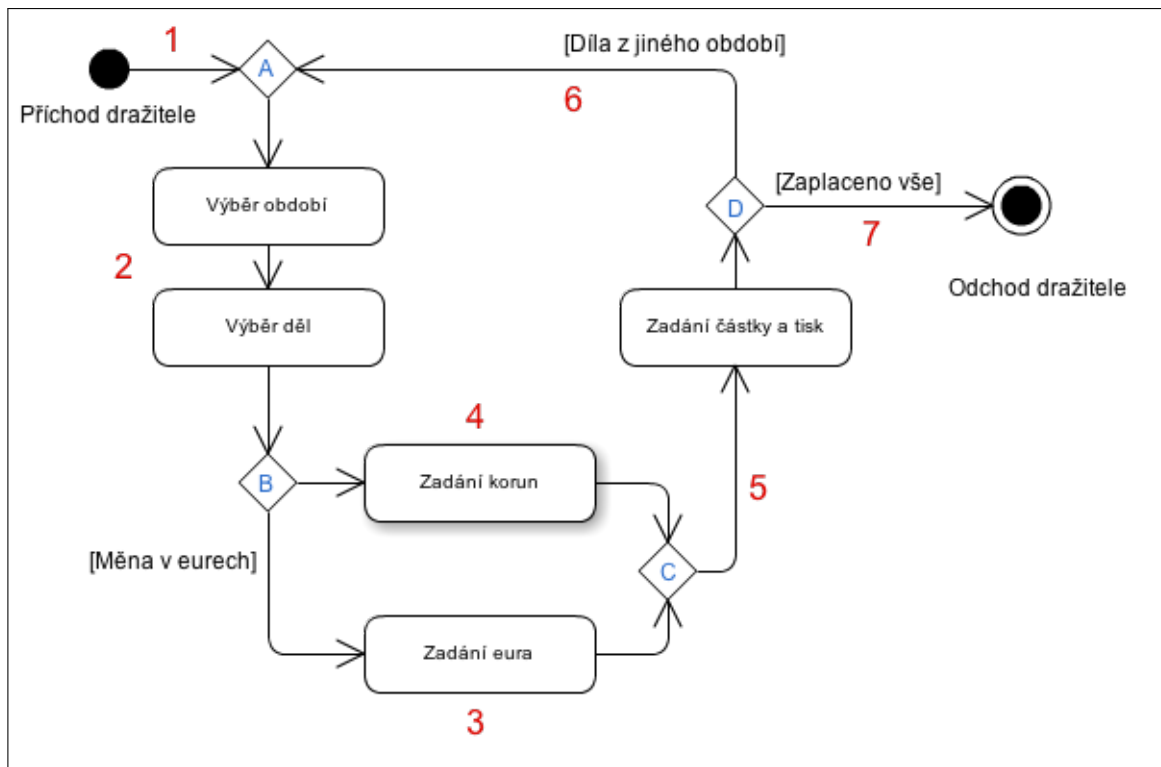 1
[Díla z jiného období]
A
6
Příchod dražitele
[Zaplaceno vše]
Výběr období
D
7
2
Odchod dražitele
Výběr děl
Zadání částky a tisk
4
B
Zadání korun
5
[Měna v eurech]
C
Zadání eura
3